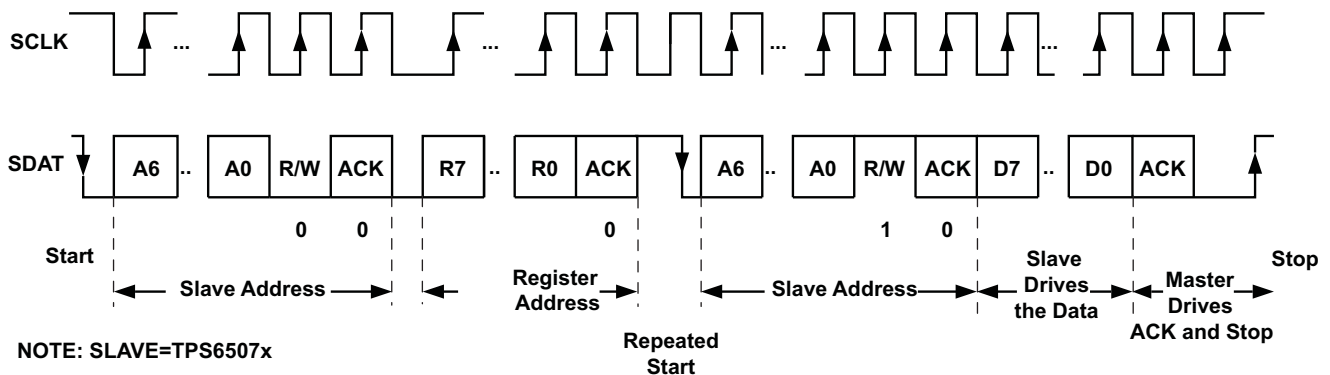 SCLK
... ... ... ...
SDAT
A6 .. A0 R/W ACK R7 .. R0 ACK A6 .. A0 R/W ACK D7 .. D0 ACK
0 0 0 1 0
Start
Slave Address
Register
Address
Repeated
Start
Slave Address
Slave
Drives
the Data
Master
Drives
ACK and Stop
Stop
NOTE: SLAVE=TPS6507x